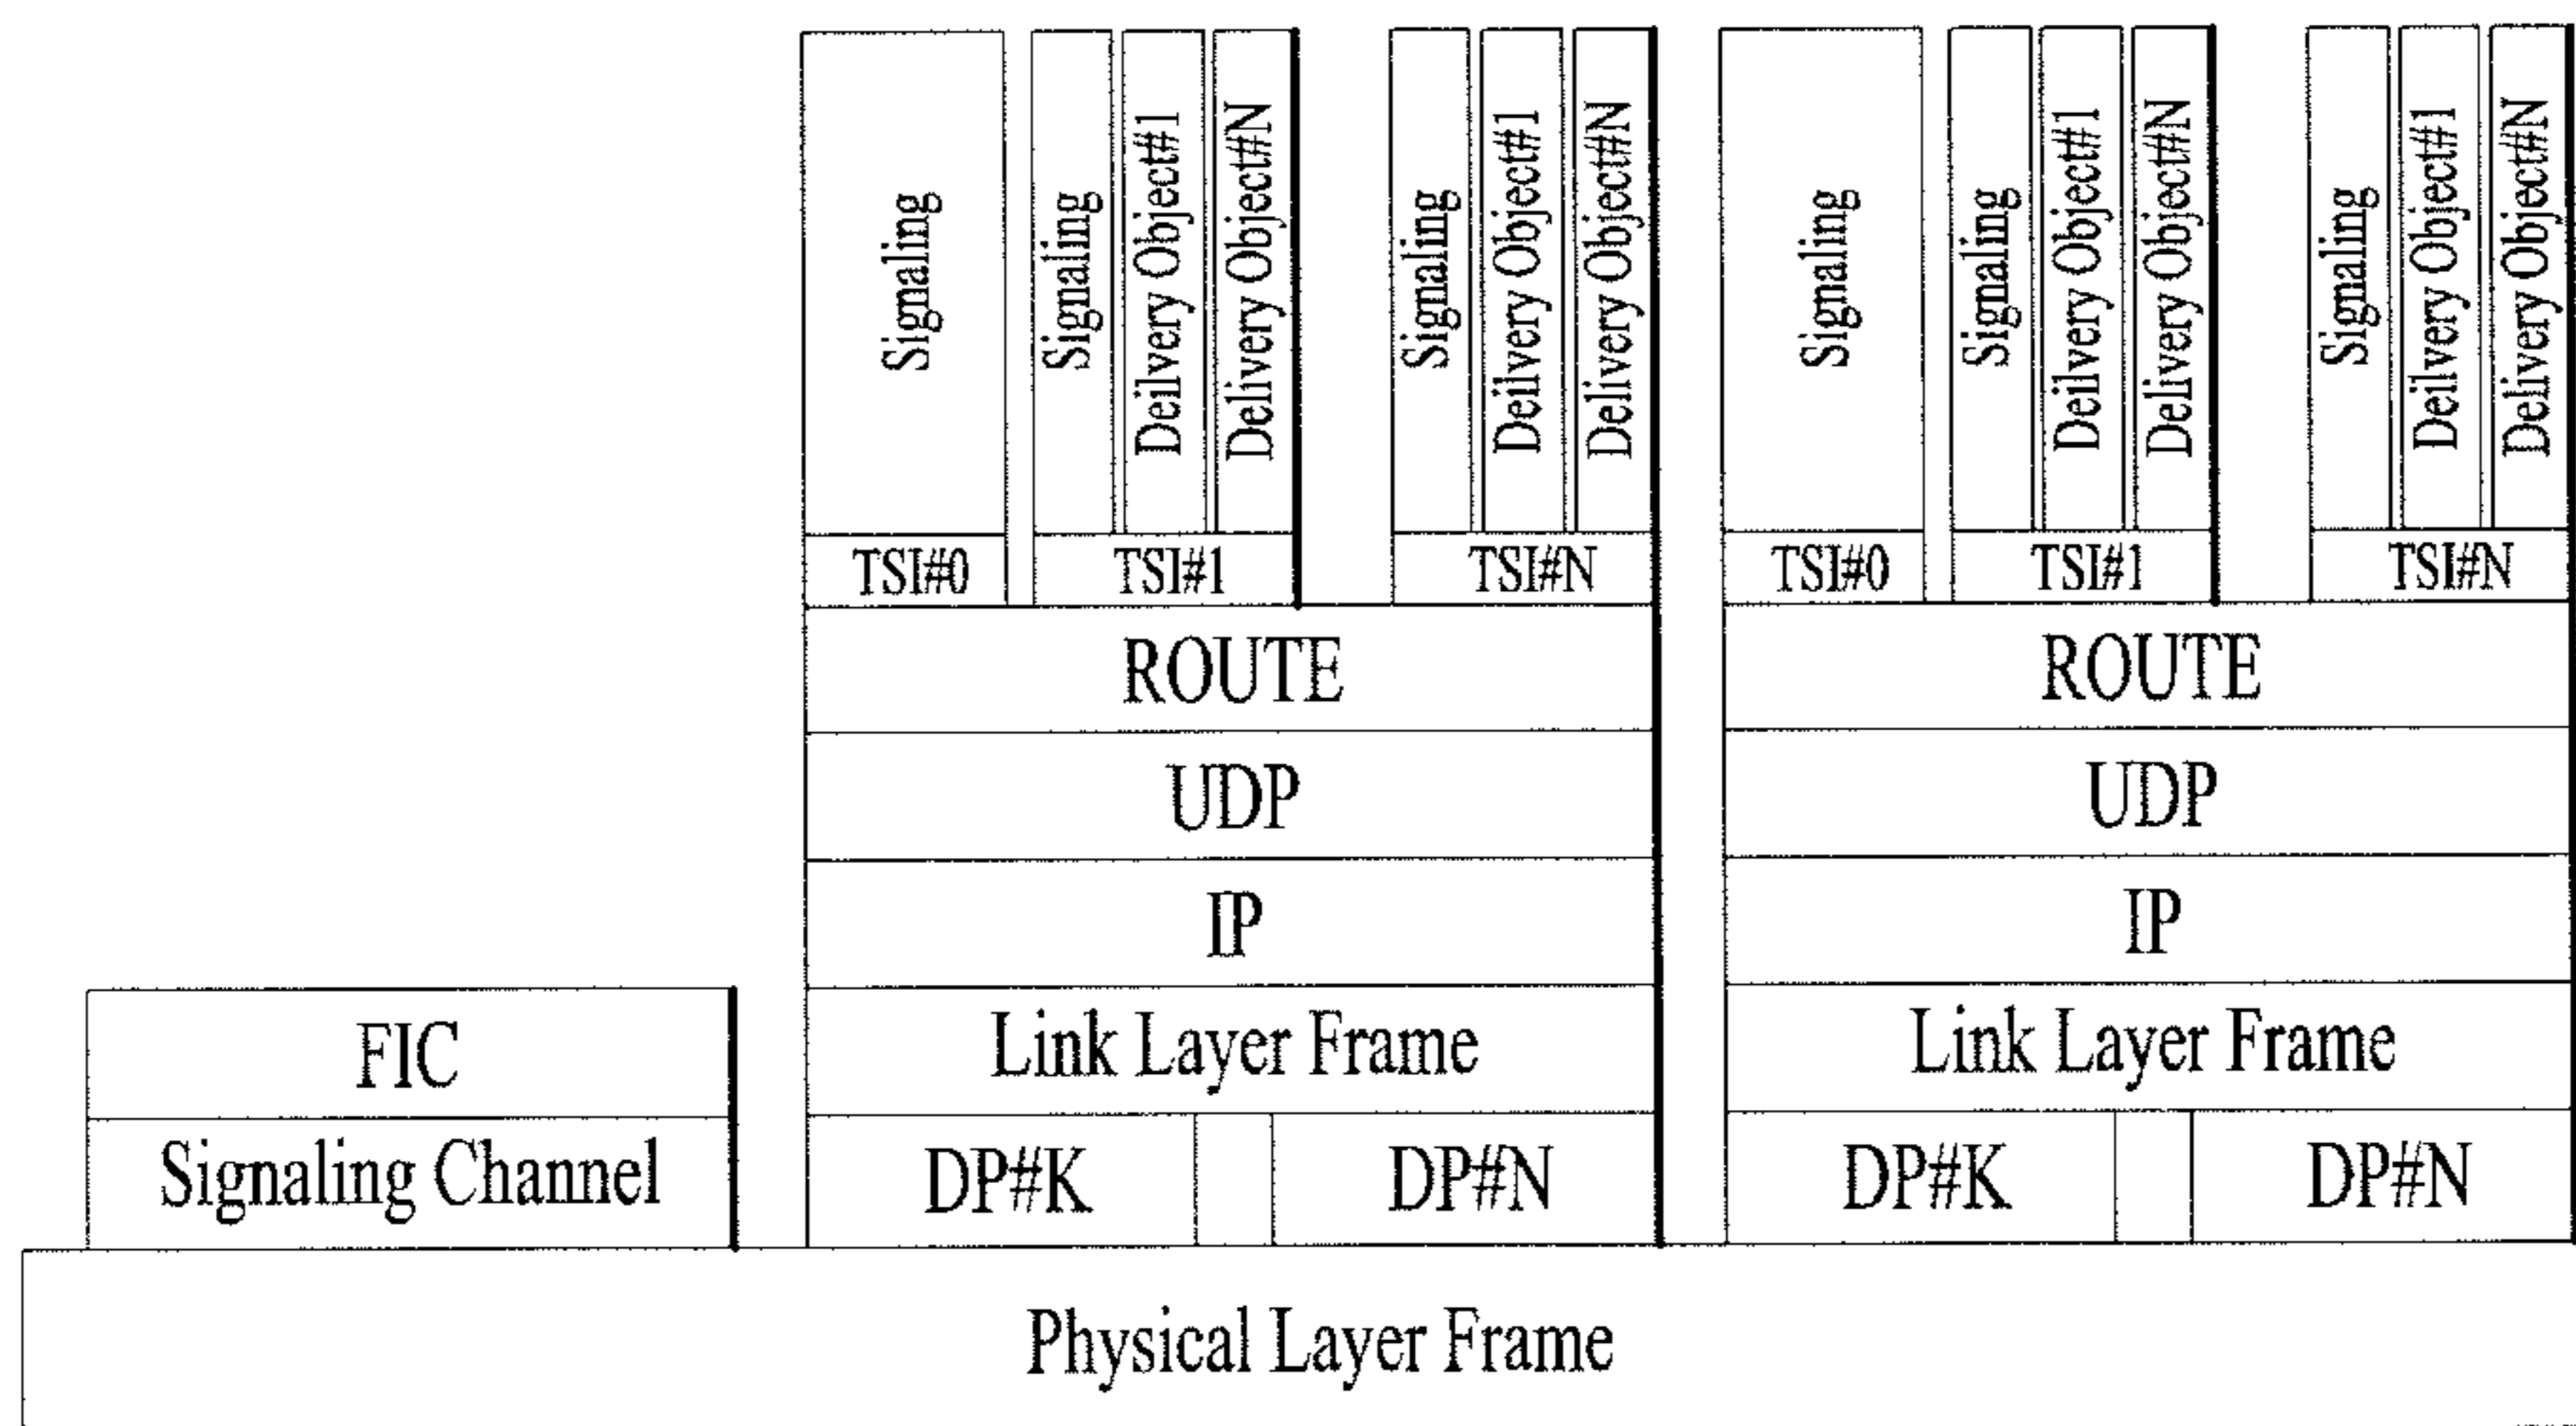 Signaling
Signaling
Deilvery Object#1
Delivery Object#N
Signaling
Deilvery Object#1
Delivery Object#N
Signaling
Signaling
Deilvery Object#1
Delivery Object#N
Signaling
Deilvery Object#1
Delivery Object#N
TSI#0
TSI#1
TSI#N
TSI#0
TSI#1
TSI#N
ROUTE
ROUTE
UDP
UDP
IP
IP
FIC
Link Layer Frame
Link Layer Frame
Signaling Channel
DP#K
DP#N
DP#K
DP#N
Physical Layer Frame